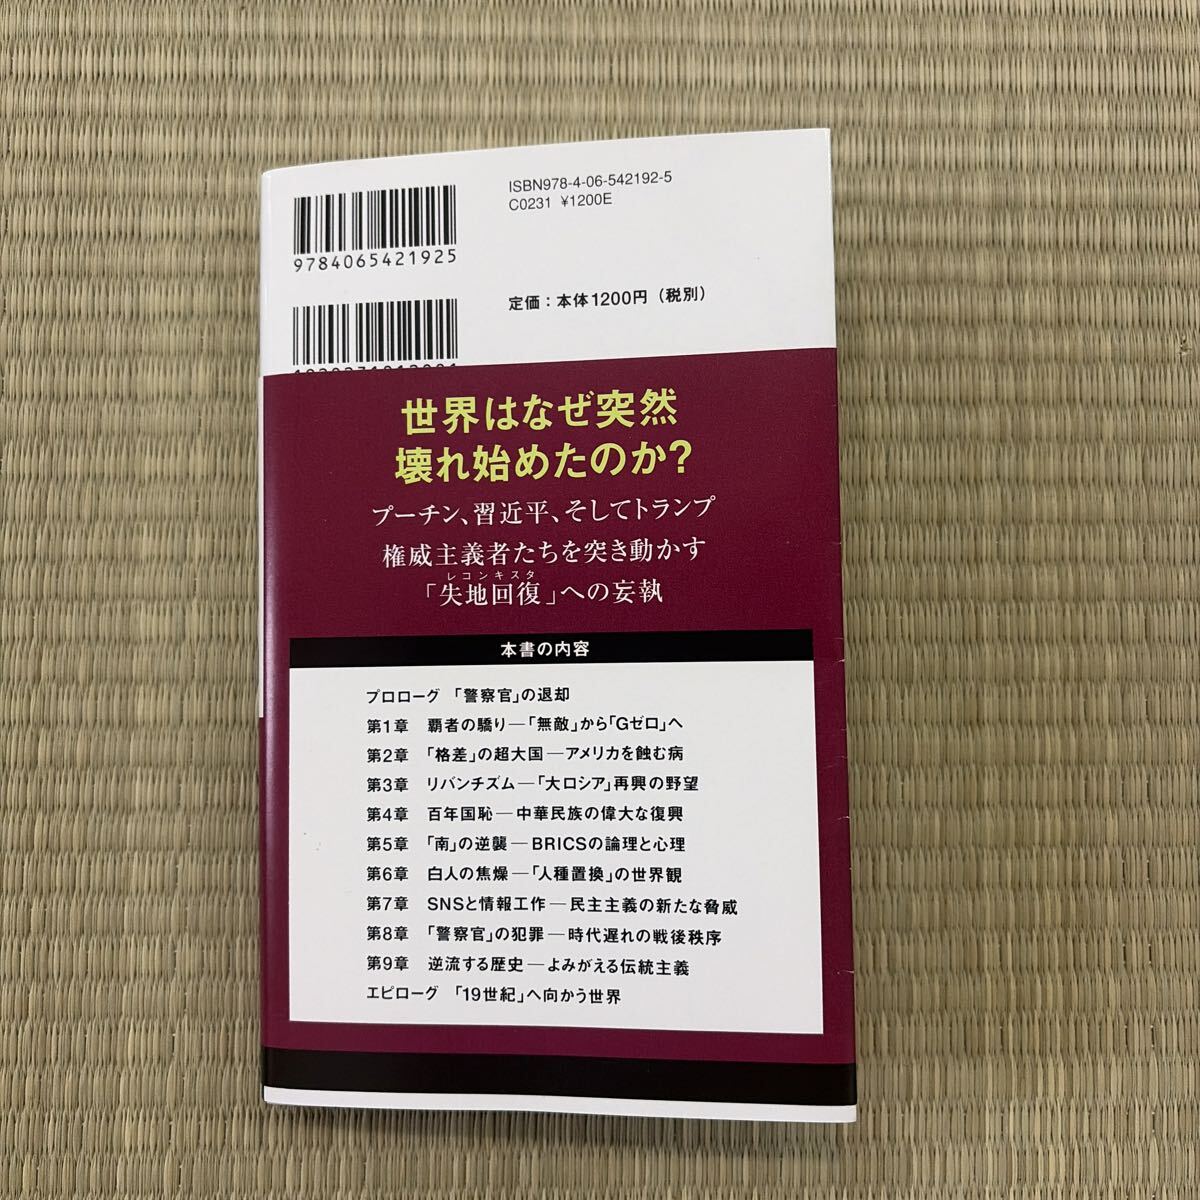 ISBN978-4-06-542192-5
C0231 ¥1200E
9784065421925
定価：本体1200円（税別）
世界はなぜ突然
壊れ始めたのか？
プーチン、習近平、そしてトランプ
権威主義者たちを突き動かす
レコンキスタ
「失地回復」への妄執
本書の内容
プロローグ 「警察官」の退却
第1章 覇者の驕り―「無敵」から「Gゼロ」へ
第2章 「格差」の超大国―アメリカを蝕む病
第3章 リバンチズム―「大ロシア」再興の野望
第4章 百年国恥―中華民族の偉大な復興
第5章 「南」の逆襲―BRICSの論理と心理
第6章 白人の焦燥―「人種置換」の世界観
第7章 SNSと情報工作―民主主義の新たな脅威
第8章 「警察官」の犯罪―時代遅れの戦後秩序
第9章 逆流する歴史―よみがえる伝統主義
エピローグ 「19世紀」へ向かう世界